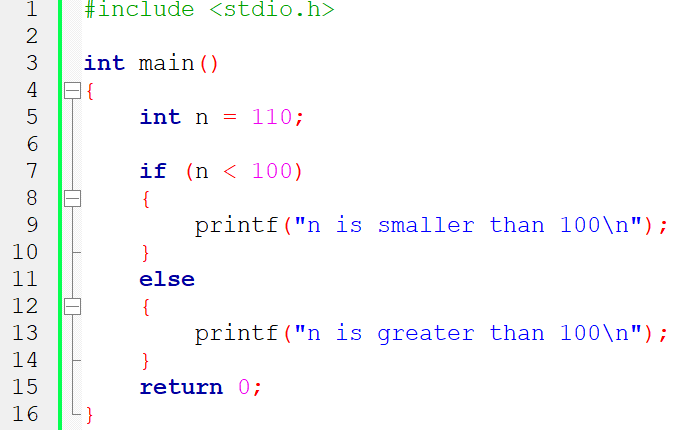 1 #include <stdio.h>
2
3 int main()
4 {
5     int n = 110;
6
7     if (n < 100)
8     {
9         printf("n is smaller than 100\n");
10     }
11     else
12     {
13         printf("n is greater than 100\n");
14     }
15     return 0;
16 }